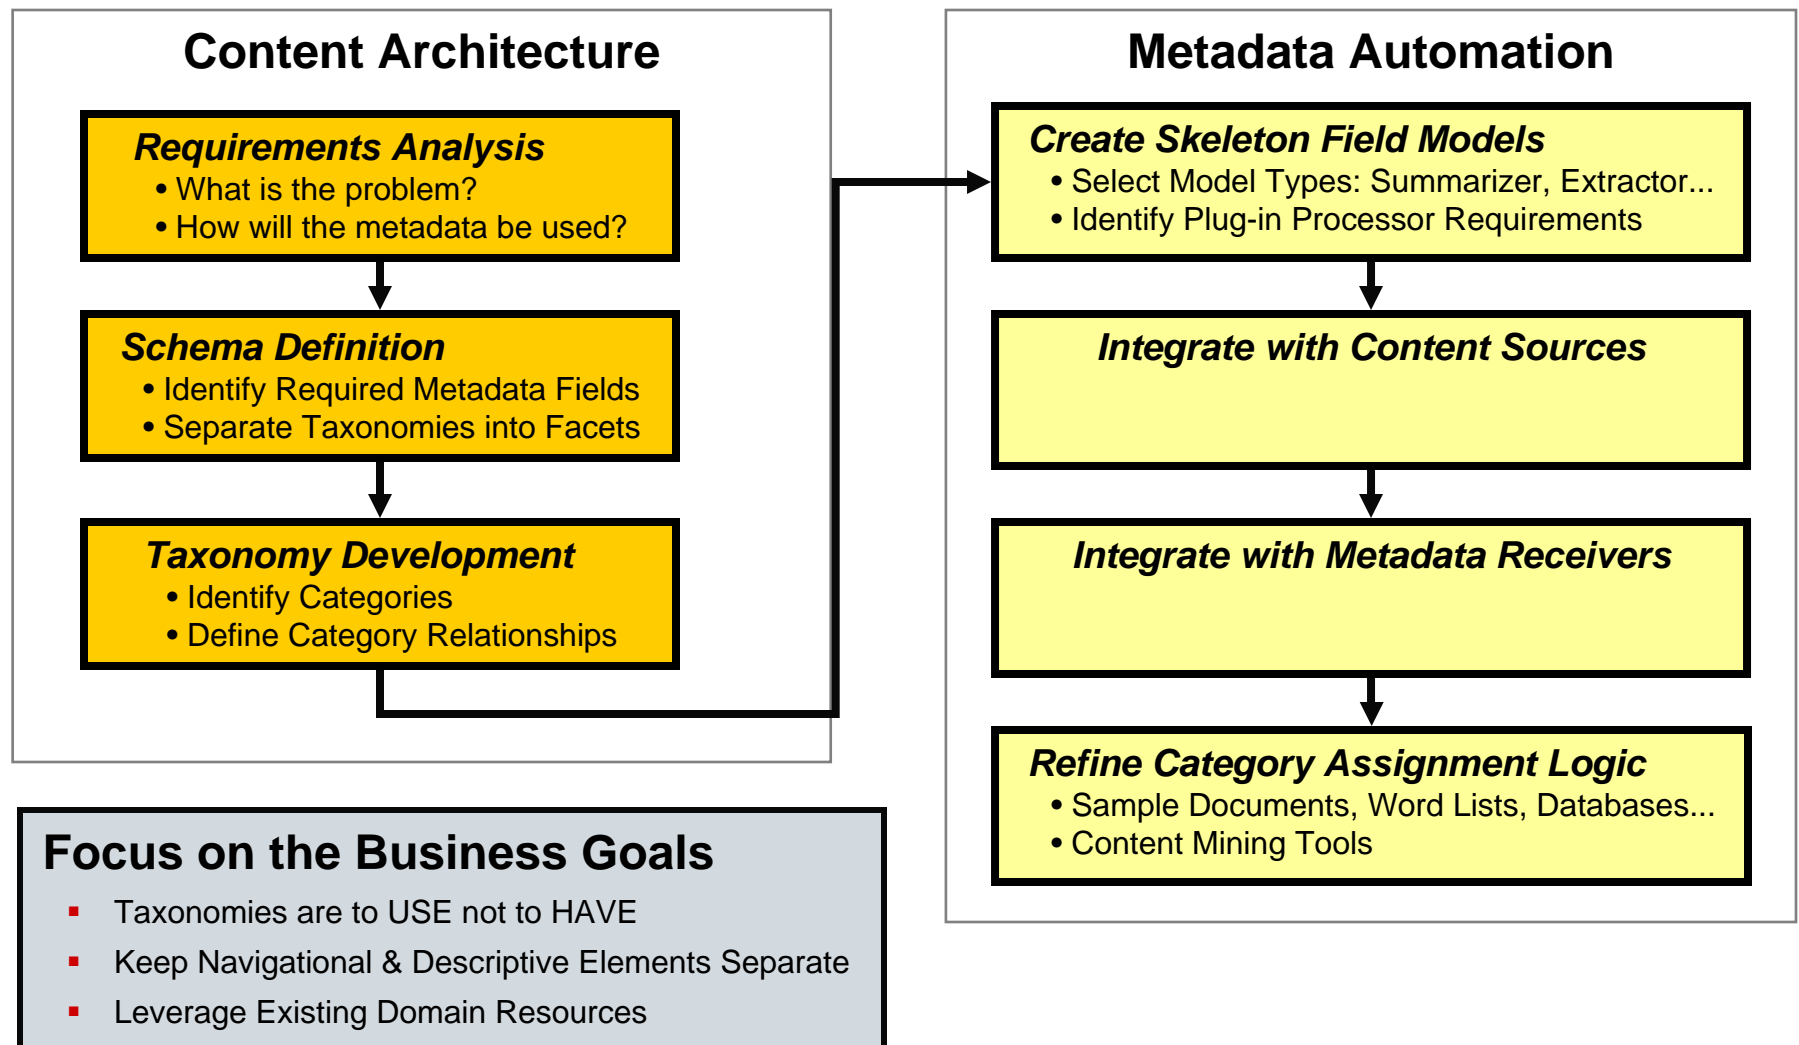 Content Architecture
Requirements Analysis
• What is the problem?
• How will the metadata be used?
Schema Definition
• Identify Required Metadata Fields
• Separate Taxonomies into Facets
Taxonomy Development
• Identify Categories
• Define Category Relationships
Metadata Automation
Create Skeleton Field Models
• Select Model Types: Summarizer, Extractor...
• Identify Plug-in Processor Requirements
Integrate with Content Sources
Integrate with Metadata Receivers
Refine Category Assignment Logic
• Sample Documents, Word Lists, Databases...
• Content Mining Tools
Focus on the Business Goals
▪ Taxonomies are to USE not to HAVE
▪ Keep Navigational & Descriptive Elements Separate
▪ Leverage Existing Domain Resources